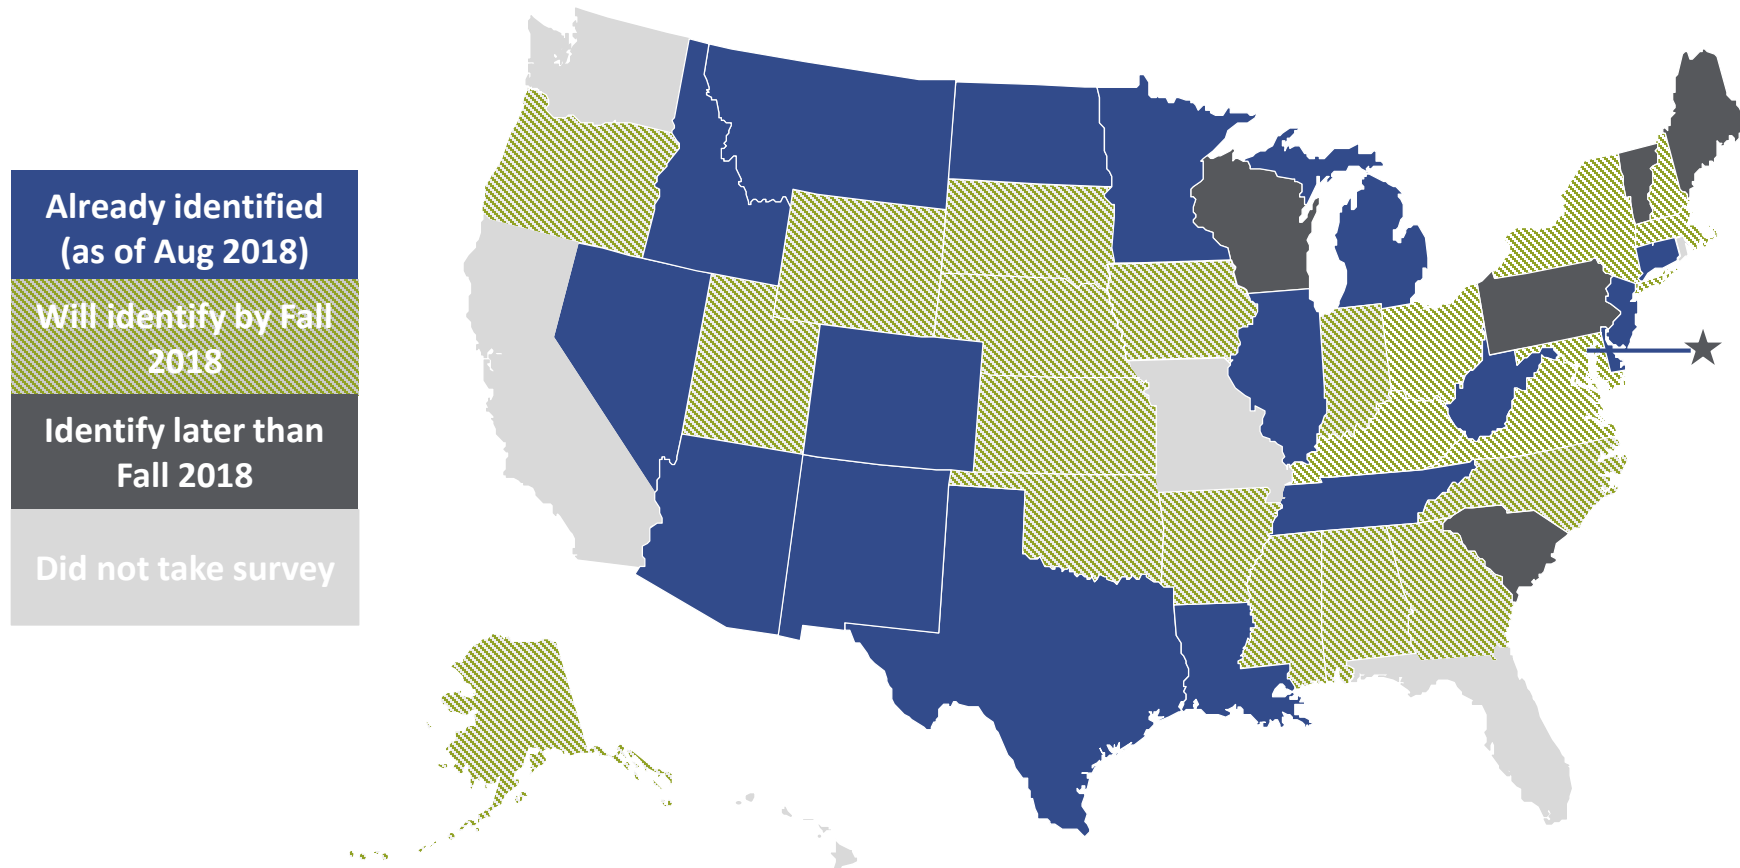 Already identified
(as of Aug 2018)
Will identify by Fall
2018
Identify later than
Fall 2018
Did not take survey